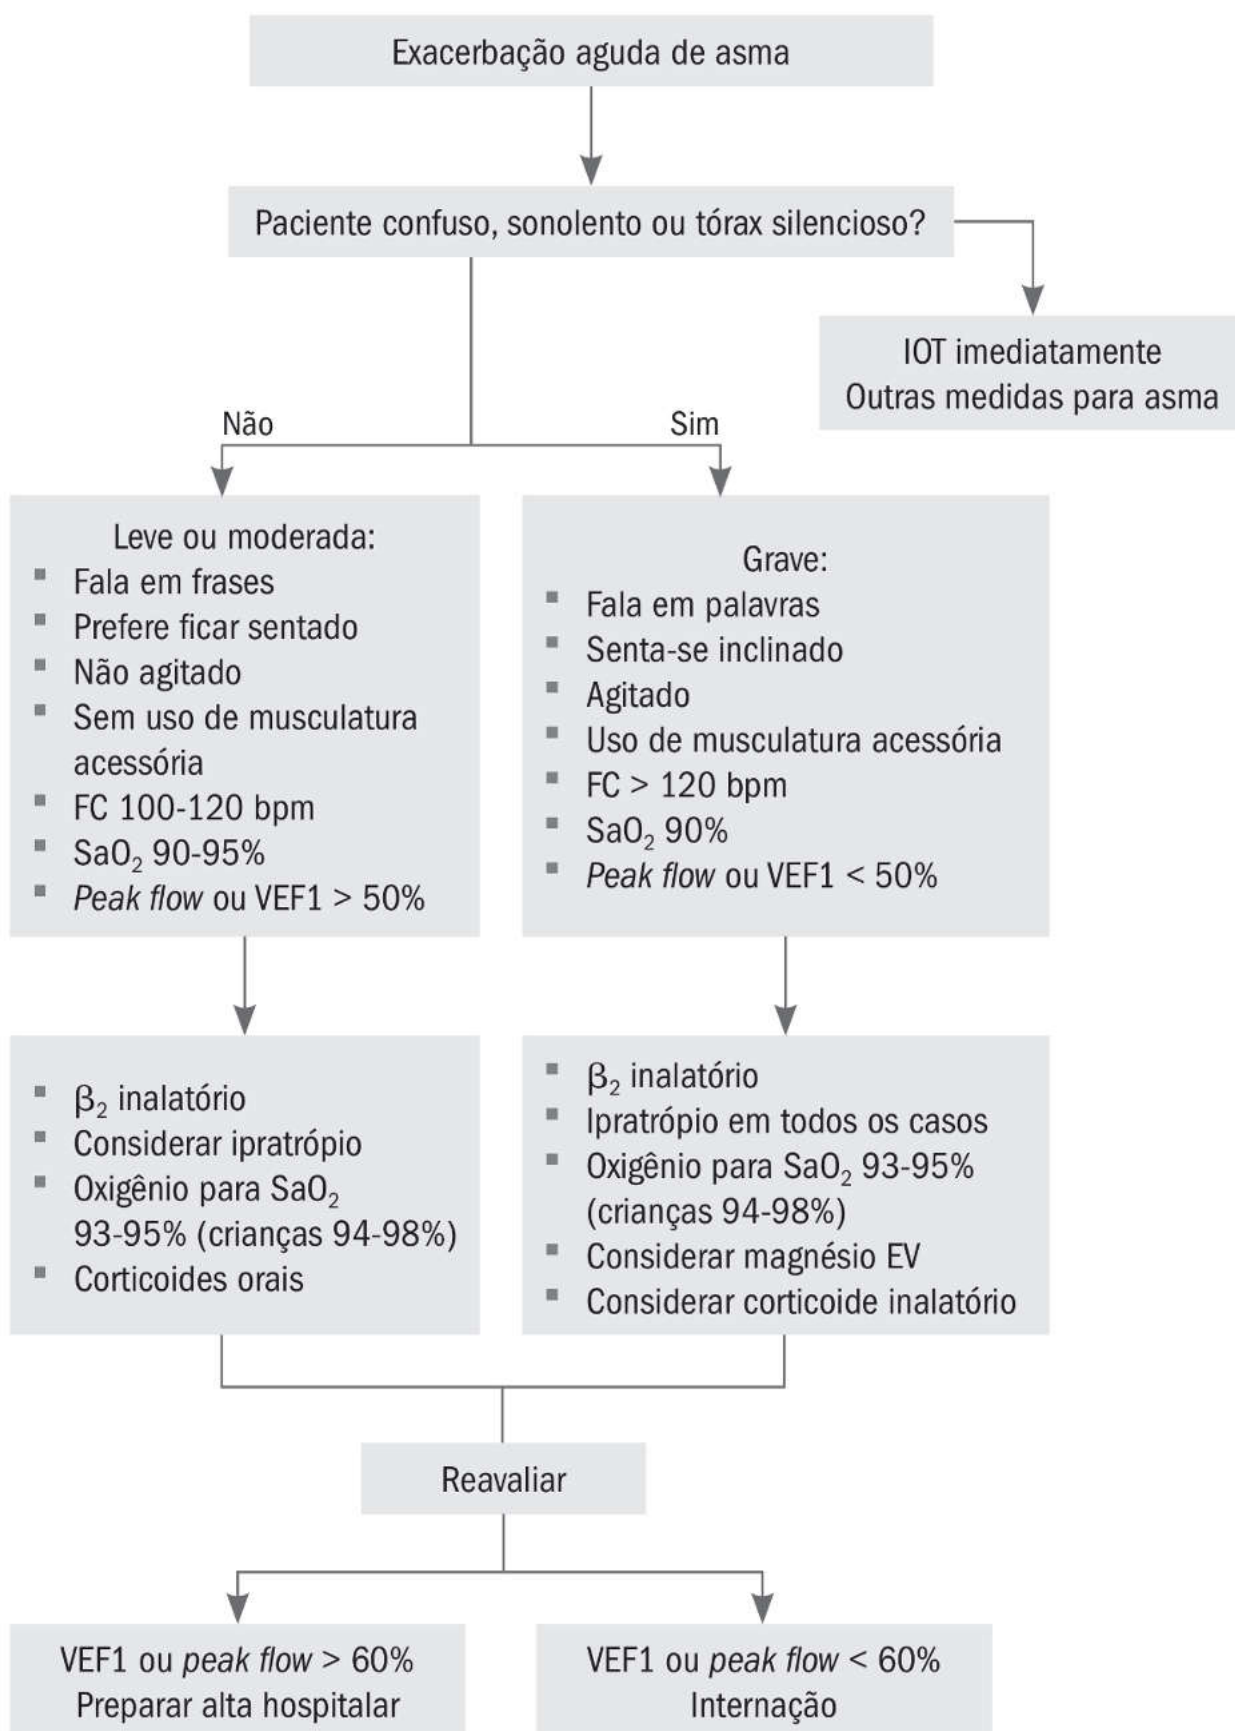 Exacerbação aguda de asma
Paciente confuso, sonolento ou tórax silencioso?
IOT imediatamente
Outras medidas para asma
Não
Sim
Leve ou moderada:
▪ Fala em frases
▪ Prefere ficar sentado
▪ Não agitado
▪ Sem uso de musculatura
acessória
▪ FC 100-120 bpm
▪ SaO₂ 90-95%
▪ Peak flow ou VEF1 > 50%
Grave:
▪ Fala em palavras
▪ Senta-se inclinado
▪ Agitado
▪ Uso de musculatura acessória
▪ FC > 120 bpm
▪ SaO₂ 90%
▪ Peak flow ou VEF1 < 50%
▪ β₂ inalatório
▪ Considerar ipratrópio
▪ Oxigênio para SaO₂
93-95% (crianças 94-98%)
▪ Corticoides orais
▪ β₂ inalatório
▪ Ipratrópio em todos os casos
▪ Oxigênio para SaO₂ 93-95%
(crianças 94-98%)
▪ Considerar magnésio EV
▪ Considerar corticoide inalatório
Reavaliar
VEF1 ou peak flow > 60%
Preparar alta hospitalar
VEF1 ou peak flow < 60%
Internação